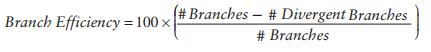 Branch Efficiency = 100 × (# Branches − # Divergent Branches / # Branches)